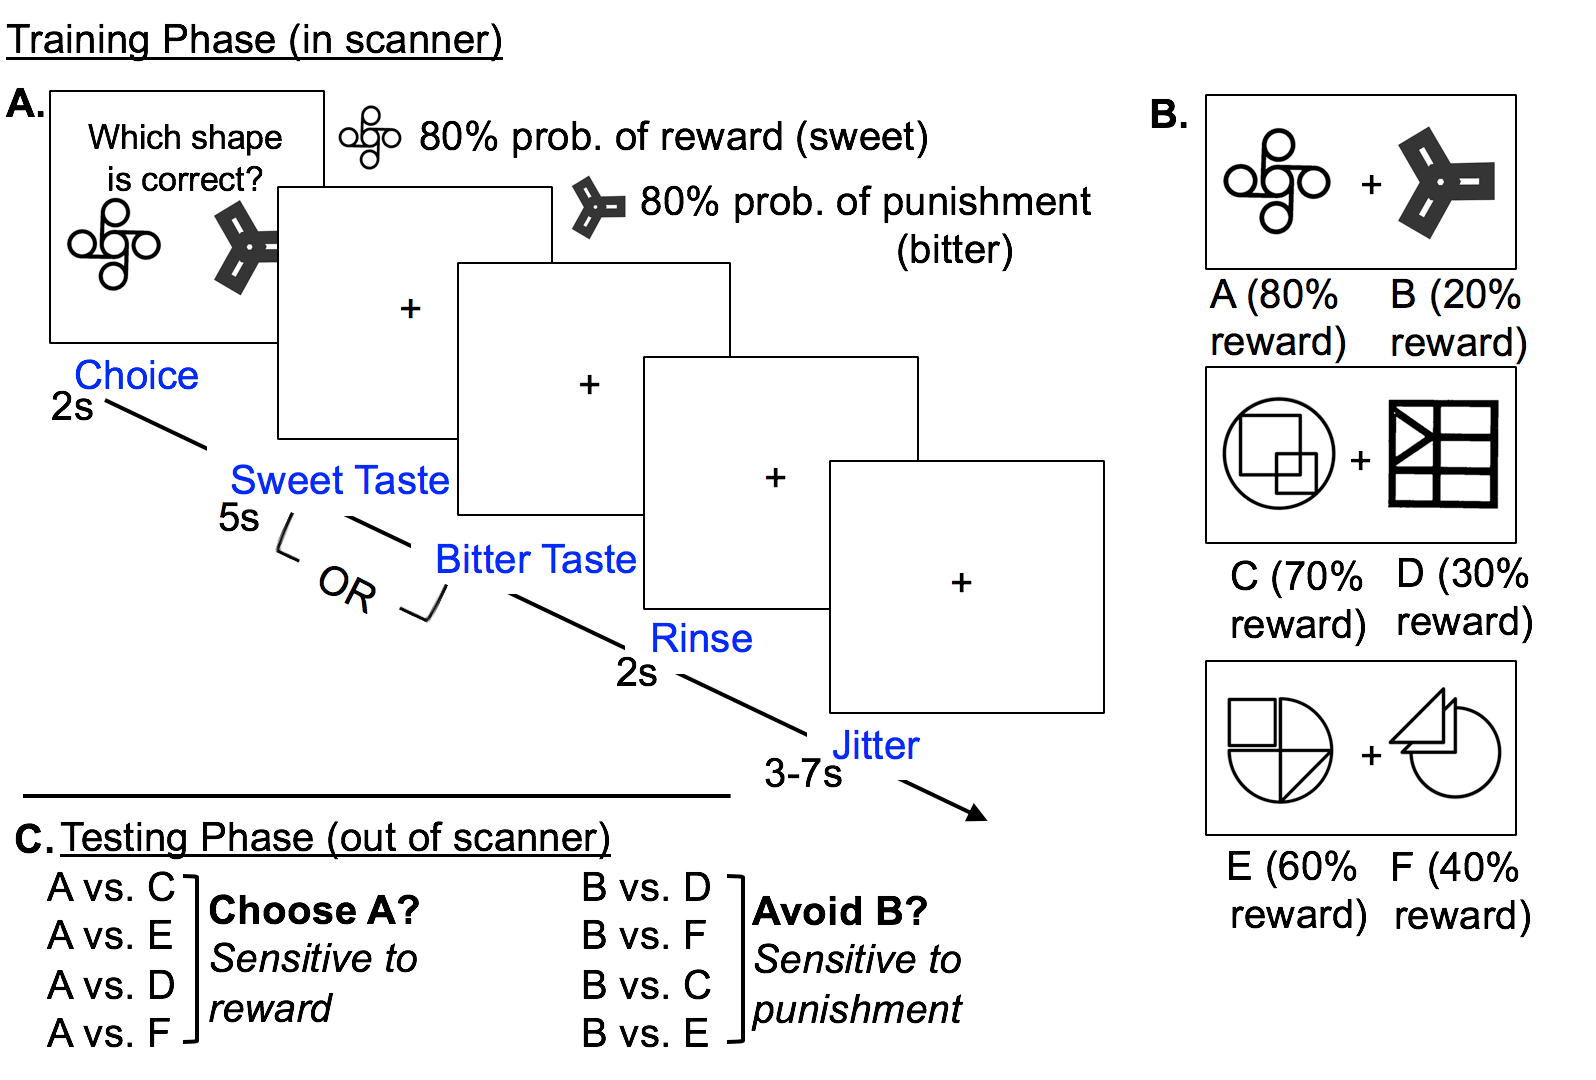 Training Phase (in scanner)
A.
Which shape
is correct?
80% prob. of reward (sweet)
80% prob. of punishment
(bitter)
+
+
+
+
Choice
2s
Sweet Taste
5s
OR
Bitter Taste
Rinse
2s
Jitter
3-7s
B.
+
A (80%
reward)
B (20%
reward)
+
C (70%
reward)
D (30%
reward)
+
E (60%
reward)
F (40%
reward)
C. Testing Phase (out of scanner)
A vs. C
A vs. E
A vs. D
A vs. F
Choose A?
Sensitive to
reward
B vs. D
B vs. F
B vs. C
B vs. E
Avoid B?
Sensitive to
punishment